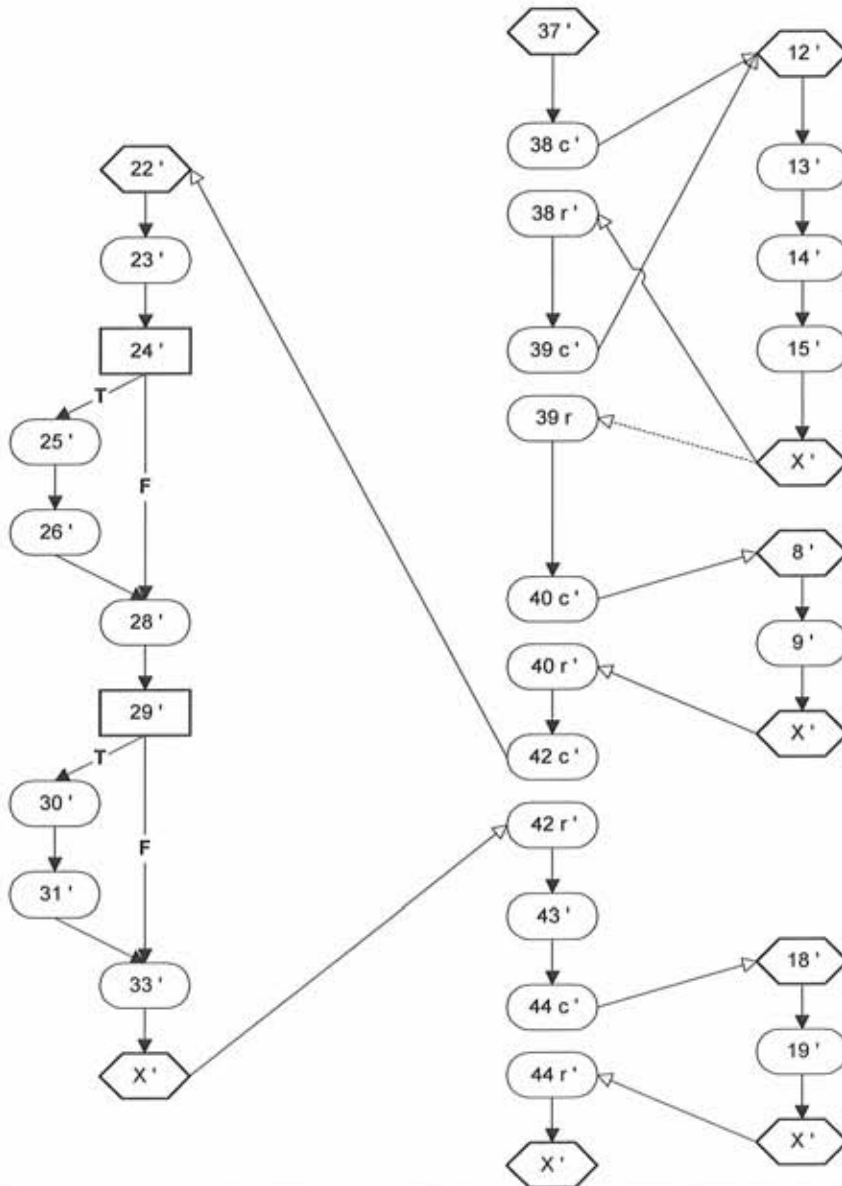 37 '
12 '
38 c '
13 '
22 '
38 r '
23 '
14 '
24 '
39 c '
15 '
T
25 '
39 r
X '
F
26 '
8 '
28 '
40 c '
9 '
40 r '
29 '
X '
42 c '
T
30 '
42 r '
F
31 '
43 '
18 '
33 '
44 c '
19 '
X '
44 r '
X '
X '